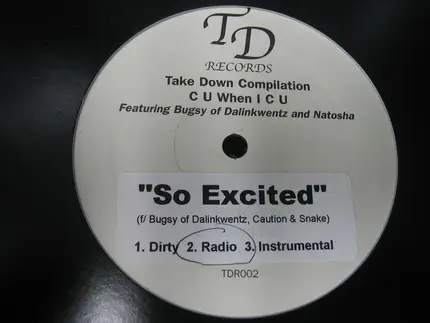 TD
RECORDS
Take Down Compilation
C U When I C U
Featuring Bugsy of Dalinkwentz and Natosha
"So Excited"
(f/ Bugsy of Dalinkwentz, Caution & Snake)
1. Dirty 2. Radio 3. Instrumental
TDR002